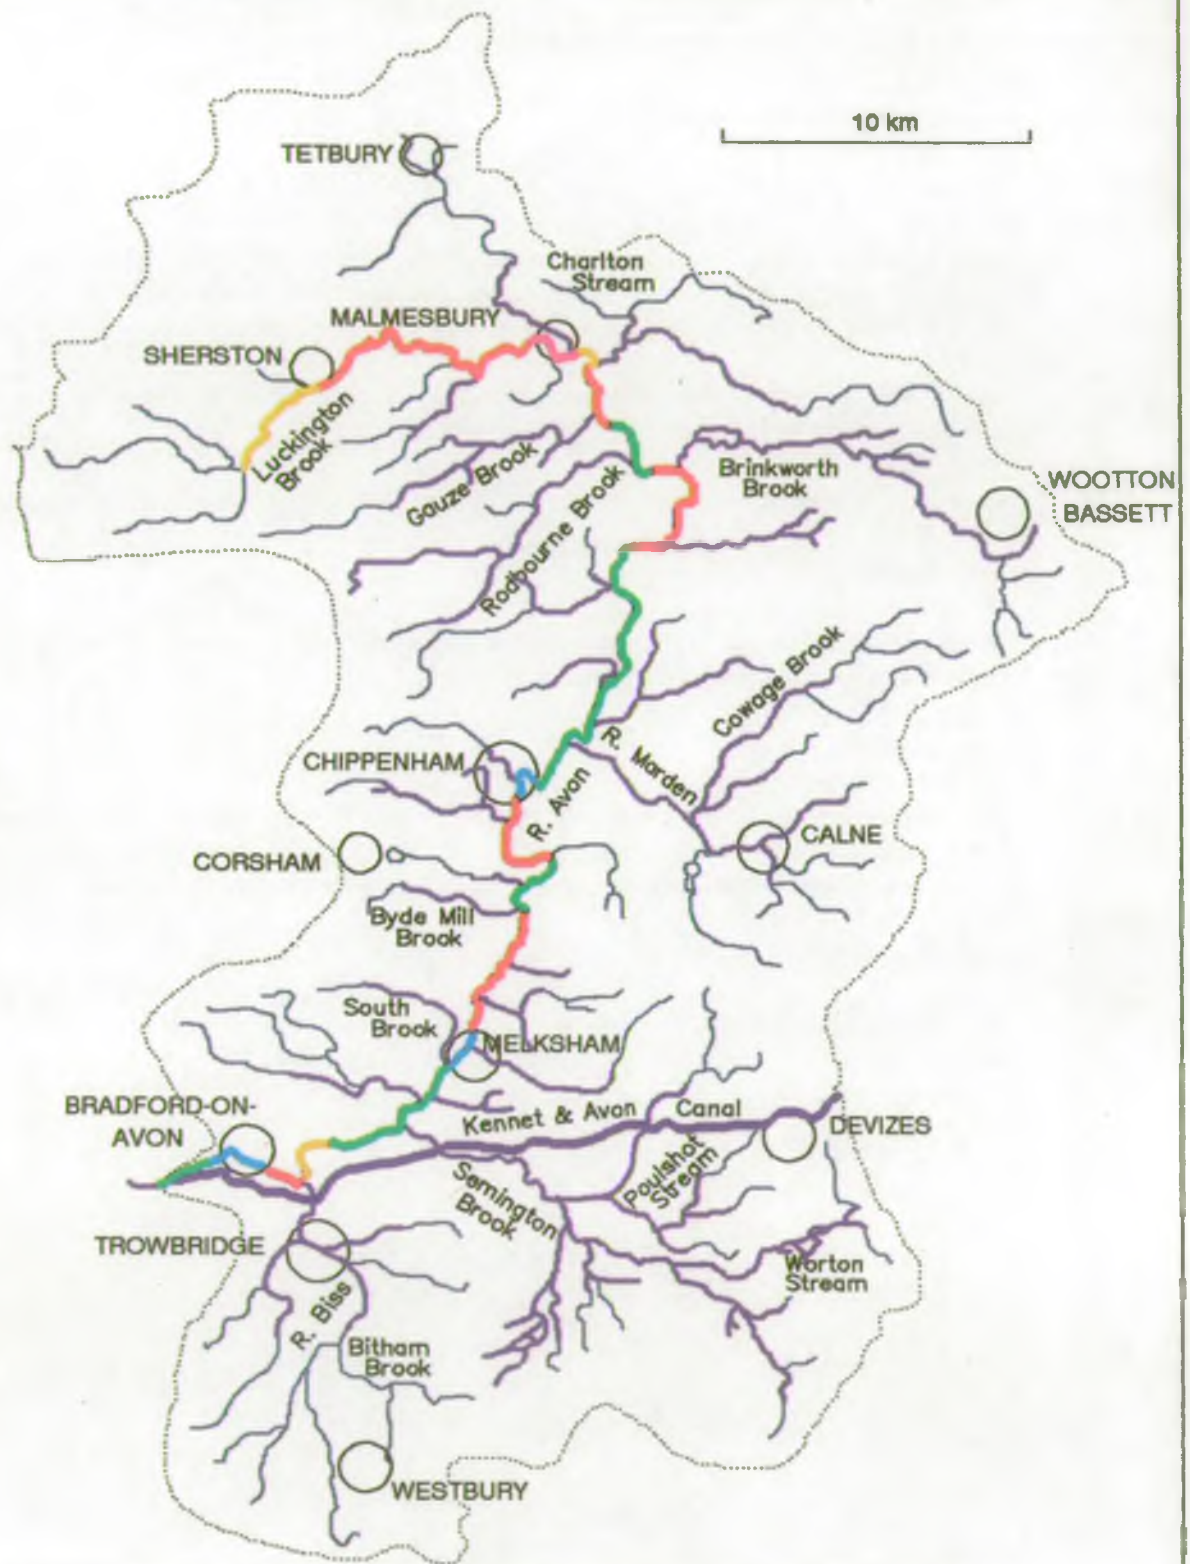 10 km
TETBURY
Charlton
Stream
MALMESBURY
SHERSTON
Luckington
Brook
Gauze Brook
Brinkworth
Brook
WOOTTON
BASSETT
Rodbourne Brook
Cowage Brook
CHIPPENHAM
R. Marden
R. Avon
CALNE
CORSHAM
Byde Mill
Brook
South
Brook
MELKSHAM
BRADFORD-ON-
AVON
Kennet & Avon Canal
DEVIZES
Poulshot
Stream
Semington
Brook
TROWBRIDGE
Worton
Stream
R. Biss
Bitham
Brook
WESTBURY